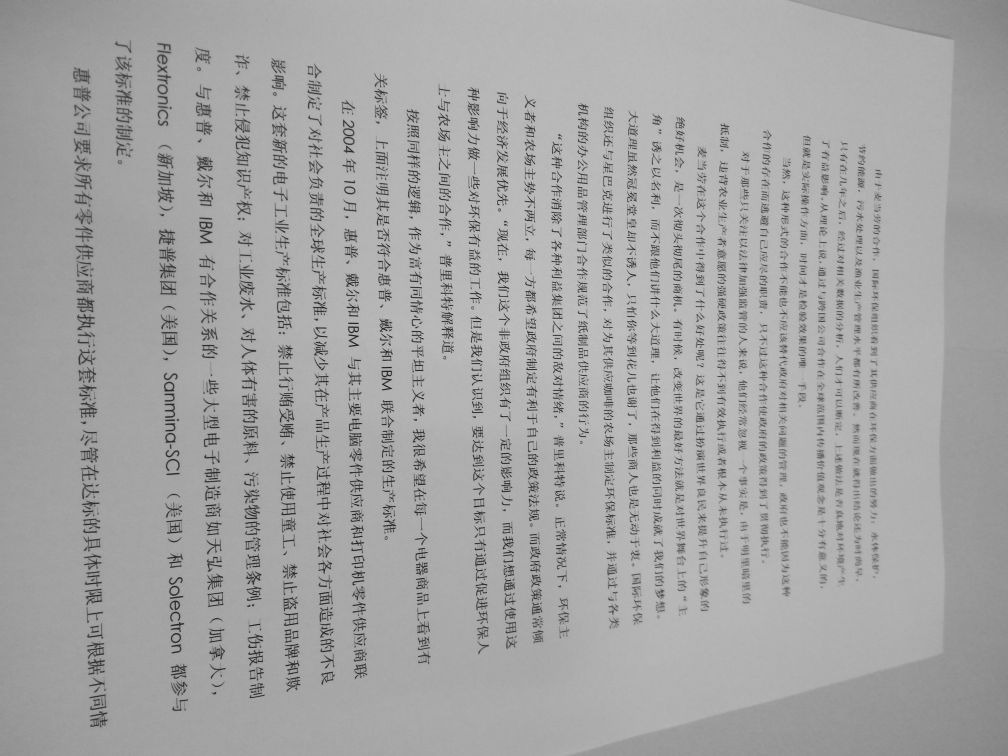 由于麦当劳的合作，国际环保组织看到了其供应商在环保方面做出的努力，水体保护、
节约能源、污水处理以及渔业生产管理水平都有所改善。然而现在就得出结论还为时尚早，
只有在几年之后，经过对相关数据的分析，人们才可以断定，上述做法是否真地对环境产生
了有益影响。从理论上说，通过与跨国公司合作在全球范围内传播价值观念是十分有意义的，
但就是实际操作方面，时间才是检验效果的唯一手段。
当然，这种形式的合作不能也不应该替代政府对相关问题的管理，政府也不能因为这种
合作的存在而逃避自己应尽的职责，只不过这种合作使政府的政策得到了贯彻执行。
对于那些只关注以法律加强监管的人来说，他们经常忽视一个事实是，由于明里暗里的
抵制，违背农业生产者意愿的强硬政策往往得不到有效执行或者根本从未执行过。
麦当劳在这个合作中得到了什么好处呢？这是它通过扮演世界良民来提升自己形象的
绝好机会，是一次彻头彻尾的商机。有时候，改变世界的最好方法就是对世界舞台上的“主
角”诱之以名利，而不跟他们讲什么大道理，让他们在得到利益的同时成就了我们的梦想。
大道理虽然冠冕堂皇却不诱人，只怕你等到花儿也谢了，那些商人也是无动于衷。国际环保
组织还与星巴克进行了类似的合作，对为其供应咖啡的农场主制定环保标准，并通过与各类
机构的办公用品管理部门合作规范了纸制品供应商的行为。
“这种合作消除了各种利益集团之间的敌对情绪，”普里科特说。正常情况下，环保主
义者和农场主势不两立，每一方都希望政府制定有利于自己的政策法规。而政府政策通常倾
向于经济发展优先。“现在，我们这个非政府组织有了一定的影响力，而我们想通过使用这
种影响力做一些对环保有益的工作。但是我们认识到，要达到这个目标只有通过促进环保人
士与农场主之间的合作，”普里科特解释道。
按照同样的逻辑，作为富有同情心的平坦主义者，我很希望在每一个电器商品上看到有
关标签，上面注明其是否符合惠普、戴尔和 IBM 联合制定的生产标准。
在 2004 年 10 月，惠普、戴尔和 IBM 与其主要电脑零件供应商和打印机零件供应商联
合制定了对社会负责的全球生产标准，以减少其在产品生产过程中对社会各方面造成的不良
影响。这套新的电子工业生产标准包括：禁止行贿受贿、禁止使用童工、禁止盗用品牌和欺
诈、禁止侵犯知识产权，对工业废水、对人体有害的原料、污染物的管理条例；工伤报告制
度。与惠普、戴尔和 IBM 有合作关系的一些大型电子制造商如天弘集团（加拿大），
Flextronics （新加坡），捷普集团（美国），Sanmina-SCI （美国）和 Solectron 都参与
了该标准的制定。
惠普公司要求所有零件供应商都执行这套标准，尽管在达标的具体时限上可根据不同情